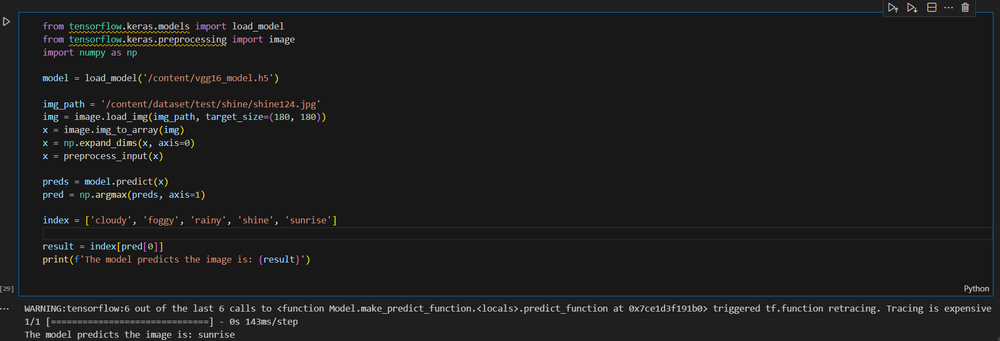 from tensorflow.keras.models import load_model
from tensorflow.keras.preprocessing import image
import numpy as np

model = load_model('/content/vgg16_model.h5')

img_path = '/content/dataset/test/shine/shine124.jpg'
img = image.load_img(img_path, target_size=(180, 180))
x = image.img_to_array(img)
x = np.expand_dims(x, axis=0)
x = preprocess_input(x)

preds = model.predict(x)
pred = np.argmax(preds, axis=1)

index = ['cloudy', 'foggy', 'rainy', 'shine', 'sunrise']

result = index[pred[0]]
print(f'The model predicts the image is: {result}')
[29]
Python
WARNING:tensorflow:6 out of the last 6 calls to <function Model.make_predict_function.<locals>.predict_function at 0x7ce1d3f191b0> triggered tf.function retracing. Tracing is expensive
1/1 [==============================] - 0s 143ms/step
The model predicts the image is: sunrise